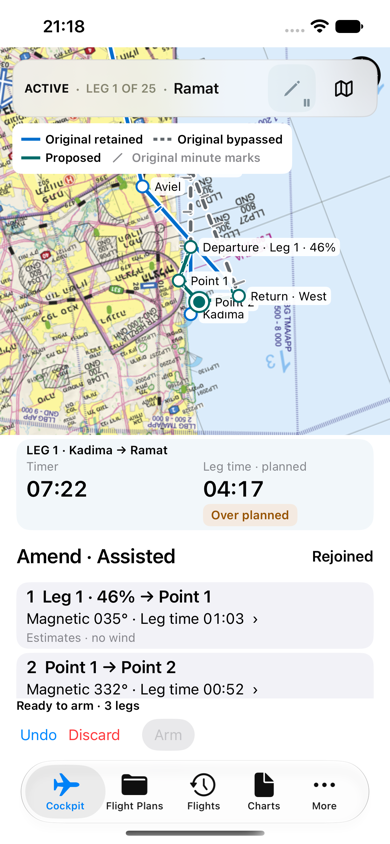 21:18
ACTIVE · LEG 1 OF 25 · Ramat
Original retained
Original bypassed
Proposed
Original minute marks
Aviel
Departure · Leg 1 · 46%
Point 1
Return · West
Kadima
LEG 1 · Kadima → Ramat
Timer
Leg time · planned
07:22
04:17
Over planned
Amend · Assisted
Rejoined
1 Leg 1 · 46% → Point 1
Magnetic 035° · Leg time 01:03 ›
Estimates · no wind
2 Point 1 → Point 2
Magnetic 332° · Leg time 00:52 ›
Ready to arm · 3 legs
Undo
Discard
Arm
Cockpit
Flight Plans
Flights
Charts
More